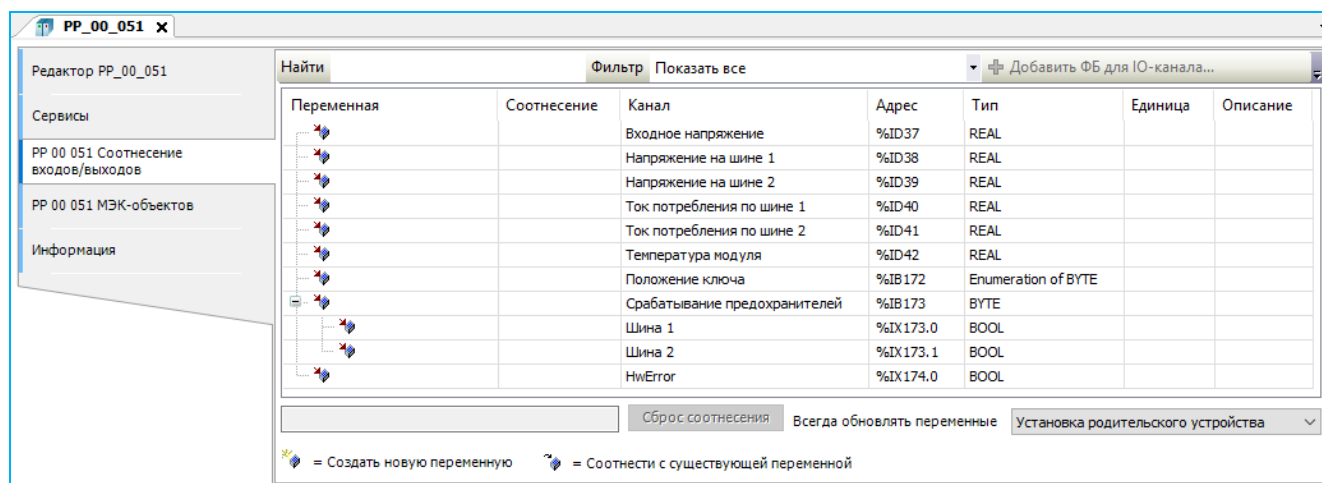 PP_00_051
Редактор PP_00_051
Сервисы
PP 00 051 Соотнесение
входов/выходов
PP 00 051 МЭК-объектов
Информация
Найти Фильтр Показать все Добавить ФБ для IO-канала...
Переменная Соотнесение Канал Адрес Тип Единица Описание
Входное напряжение %ID37 REAL
Напряжение на шине 1 %ID38 REAL
Напряжение на шине 2 %ID39 REAL
Ток потребления по шине 1 %ID40 REAL
Ток потребления по шине 2 %ID41 REAL
Температура модуля %ID42 REAL
Положение ключа %IB172 Enumeration of BYTE
Срабатывание предохранителей %IB173 BYTE
Шина 1 %IX173.0 BOOL
Шина 2 %IX173.1 BOOL
HwError %IX174.0 BOOL
Сброс соотнесения Всегда обновлять переменные Установка родительского устройства
= Создать новую переменную = Соотнести с существующей переменной